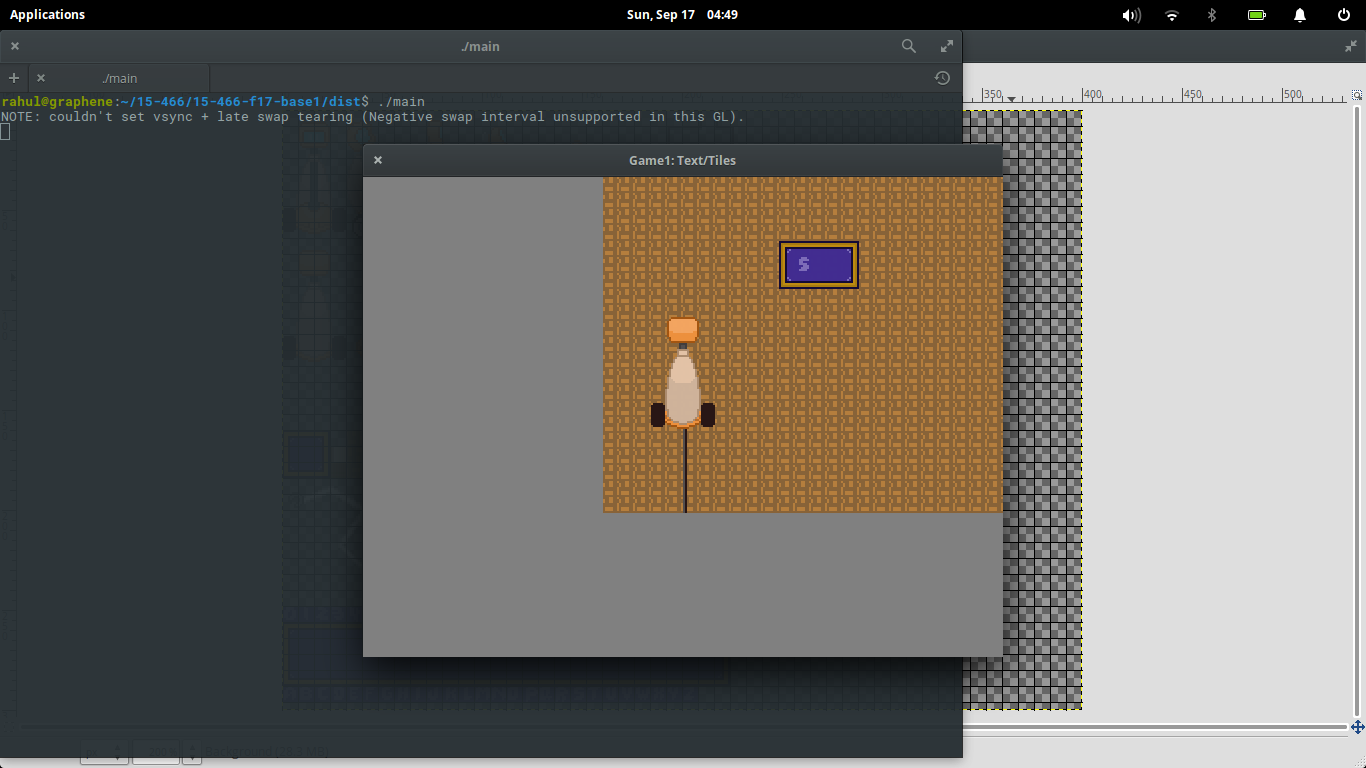 Applications
Sun, Sep 17 04:49
./main
./main
rahul@graphene:~/15-466/15-466-f17-base1/dist$ ./main
NOTE: couldn't set vsync + late swap tearing (Negative swap interval unsupported in this GL).
350
400
450
500
Game1: Text/Tiles
S